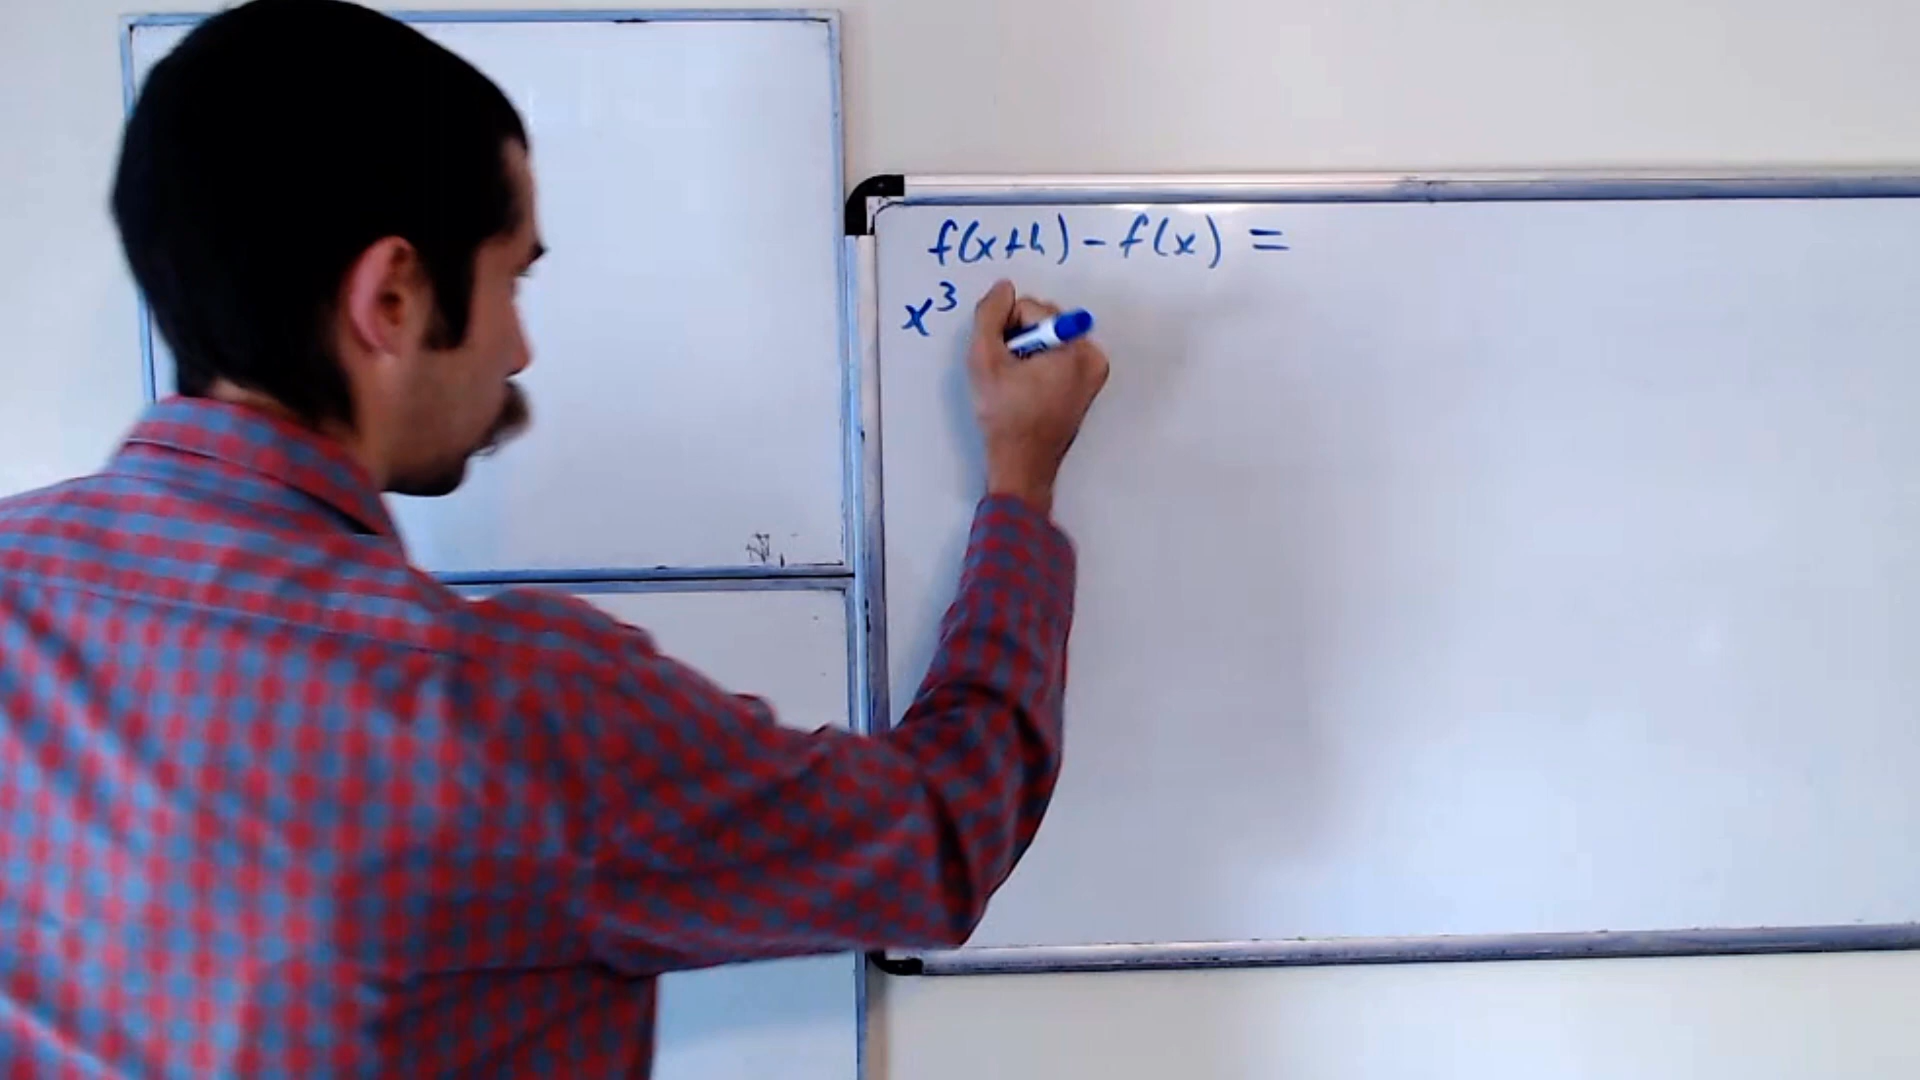 f(x+h) - f(x) =
x³